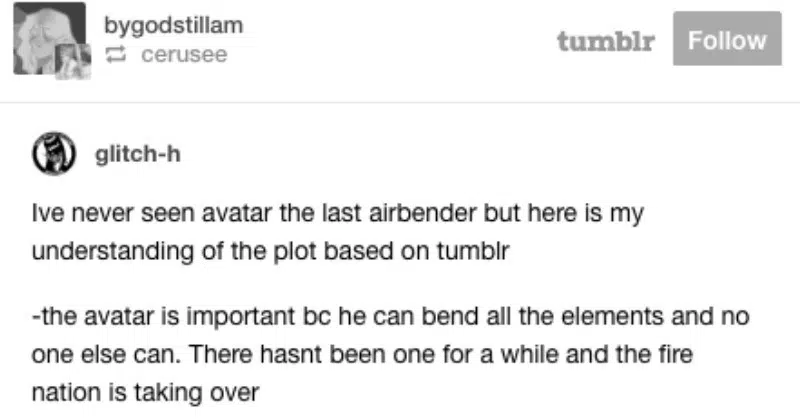 bygodstillam
cerusee
tumblr
Follow
glitch-h
Ive never seen avatar the last airbender but here is my
understanding of the plot based on tumblr
-the avatar is important bc he can bend all the elements and no
one else can. There hasnt been one for a while and the fire
nation is taking over